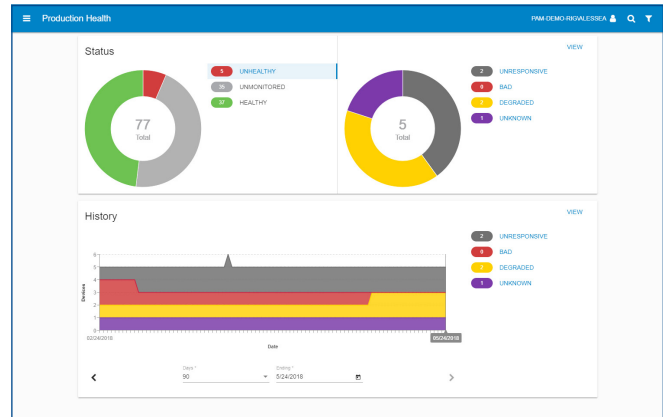 Production Health
PAM-DEMO-RIGVALESSEA
Status
VIEW
5 UNHEALTHY
35 UNMONITORED
37 HEALTHY
77
Total
2 UNRESPONSIVE
0 BAD
2 DEGRADED
1 UNKNOWN
5
Total
History
VIEW
2 UNRESPONSIVE
0 BAD
2 DEGRADED
1 UNKNOWN
Devices
6
5
4
3
2
1
0
02/24/2018
05/24/2018
Date
Days *
90
Ending *
5/24/2018